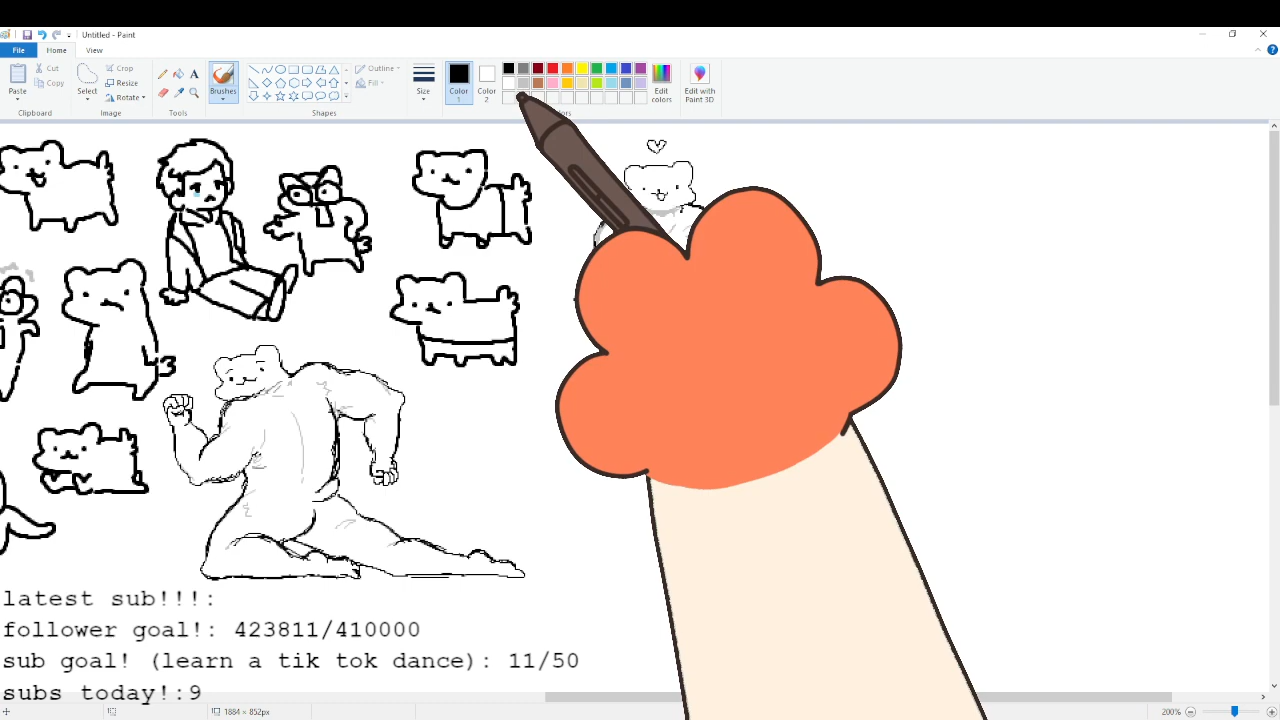 Untitled - Paint
File Home View
Paste
Cut
Copy
Clipboard
Select
Crop
Resize
Rotate
Image
A
Tools
Brushes
Outline
Fill
Shapes
Size
Color 1
Color 2
Edit colors
Edit with Paint 3D
latest sub!!!:
follower goal!: 423811/410000
sub goal! (learn a tik tok dance): 11/50
subs today!:9
1884 × 852px
200%